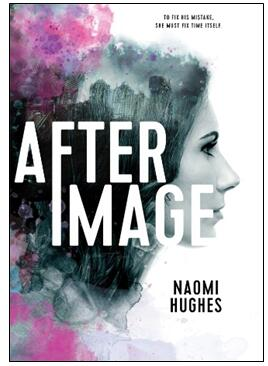 TO FIX HIS MISTAKE,
SHE MUST FIX TIME ITSELF.
AFTER
IMAGE
NAOMI
HUGHES